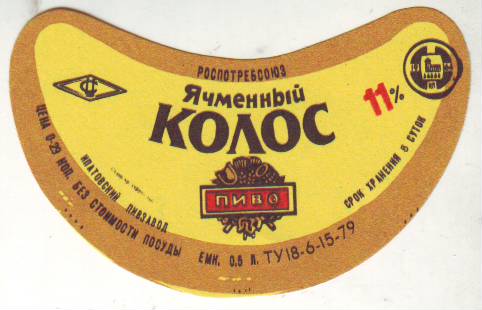 РОСПОТРЕБСОЮЗ
Ячменный
КОЛОС
11%
ПИВО
ЦЕНА 0-23 КОП. БЕЗ СТОИМОСТИ ПОСУДЫ
ИПАТОВСКИЙ ПИВЗАВОД
ЕМК. 0.5 Л. ТУ18-6-15-79
СРОК ХРАНЕНИЯ 8 СУТОК